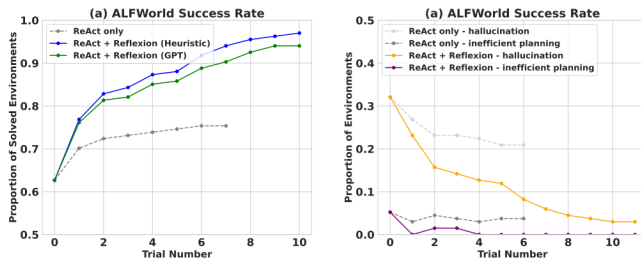 (a) ALFWorld Success Rate
ReAct only
ReAct + Reflexion (Heuristic)
ReAct + Reflexion (GPT)
Proportion of Solved Environments
1.0
0.9
0.8
0.7
0.6
0.5
0 2 4 6 8 10
Trial Number
(a) ALFWorld Success Rate
ReAct only - hallucination
ReAct only - inefficient planning
ReAct + Reflexion - hallucination
ReAct + Reflexion - inefficient planning
Proportion of Environments
0.5
0.4
0.3
0.2
0.1
0.0
0 2 4 6 8 10
Trial Number